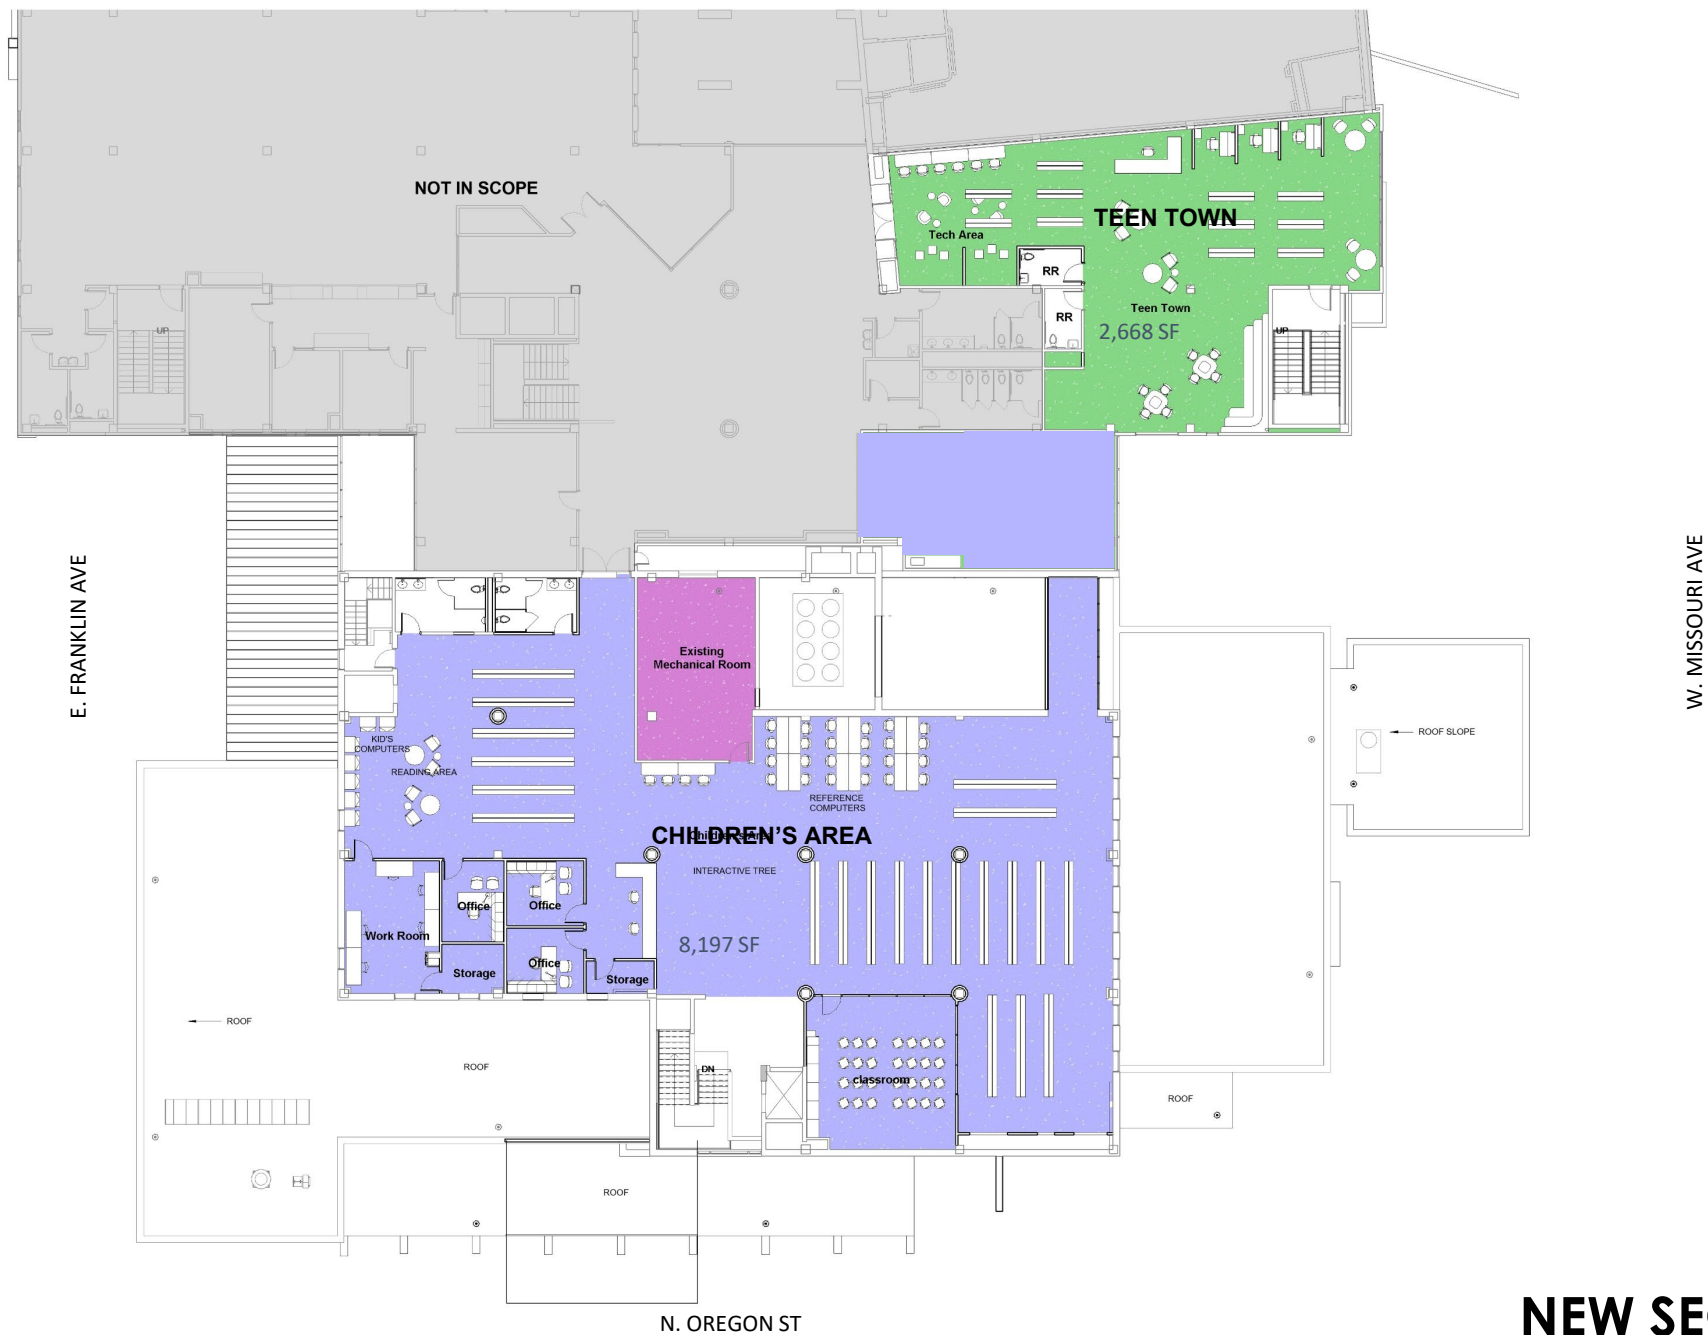 NOT IN SCOPE
TEEN TOWN
Tech Area
RR
Teen Town
RR
2,668 SF
UP
UP
E. FRANKLIN AVE
W. MISSOURI AVE
Existing
Mechanical Room
ROOF SLOPE
KID'S
COMPUTERS
READING AREA
REFERENCE
COMPUTERS
Children's Area
CHILDREN'S AREA
INTERACTIVE TREE
Office
Office
Work Room
8,197 SF
Office
Storage
Storage
ROOF
ROOF
DN
classroom
ROOF
ROOF
N. OREGON ST
NEW SE